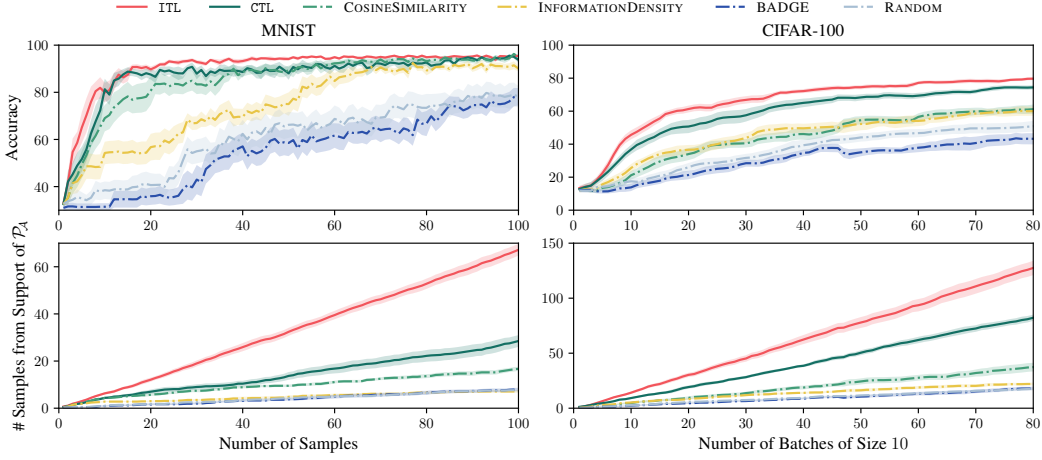 ITL CTL COSINESIMILARITY INFORMATIONDENSITY BADGE RANDOM
MNIST CIFAR-100
Accuracy
100
80
60
40
100
80
60
40
20
0
0 20 40 60 80 100
0 10 20 30 40 50 60 70 80
# Samples from Support of 𝒫_𝒜
60
40
20
0
150
100
50
0
0 20 40 60 80 100
0 10 20 30 40 50 60 70 80
Number of Samples
Number of Batches of Size 10